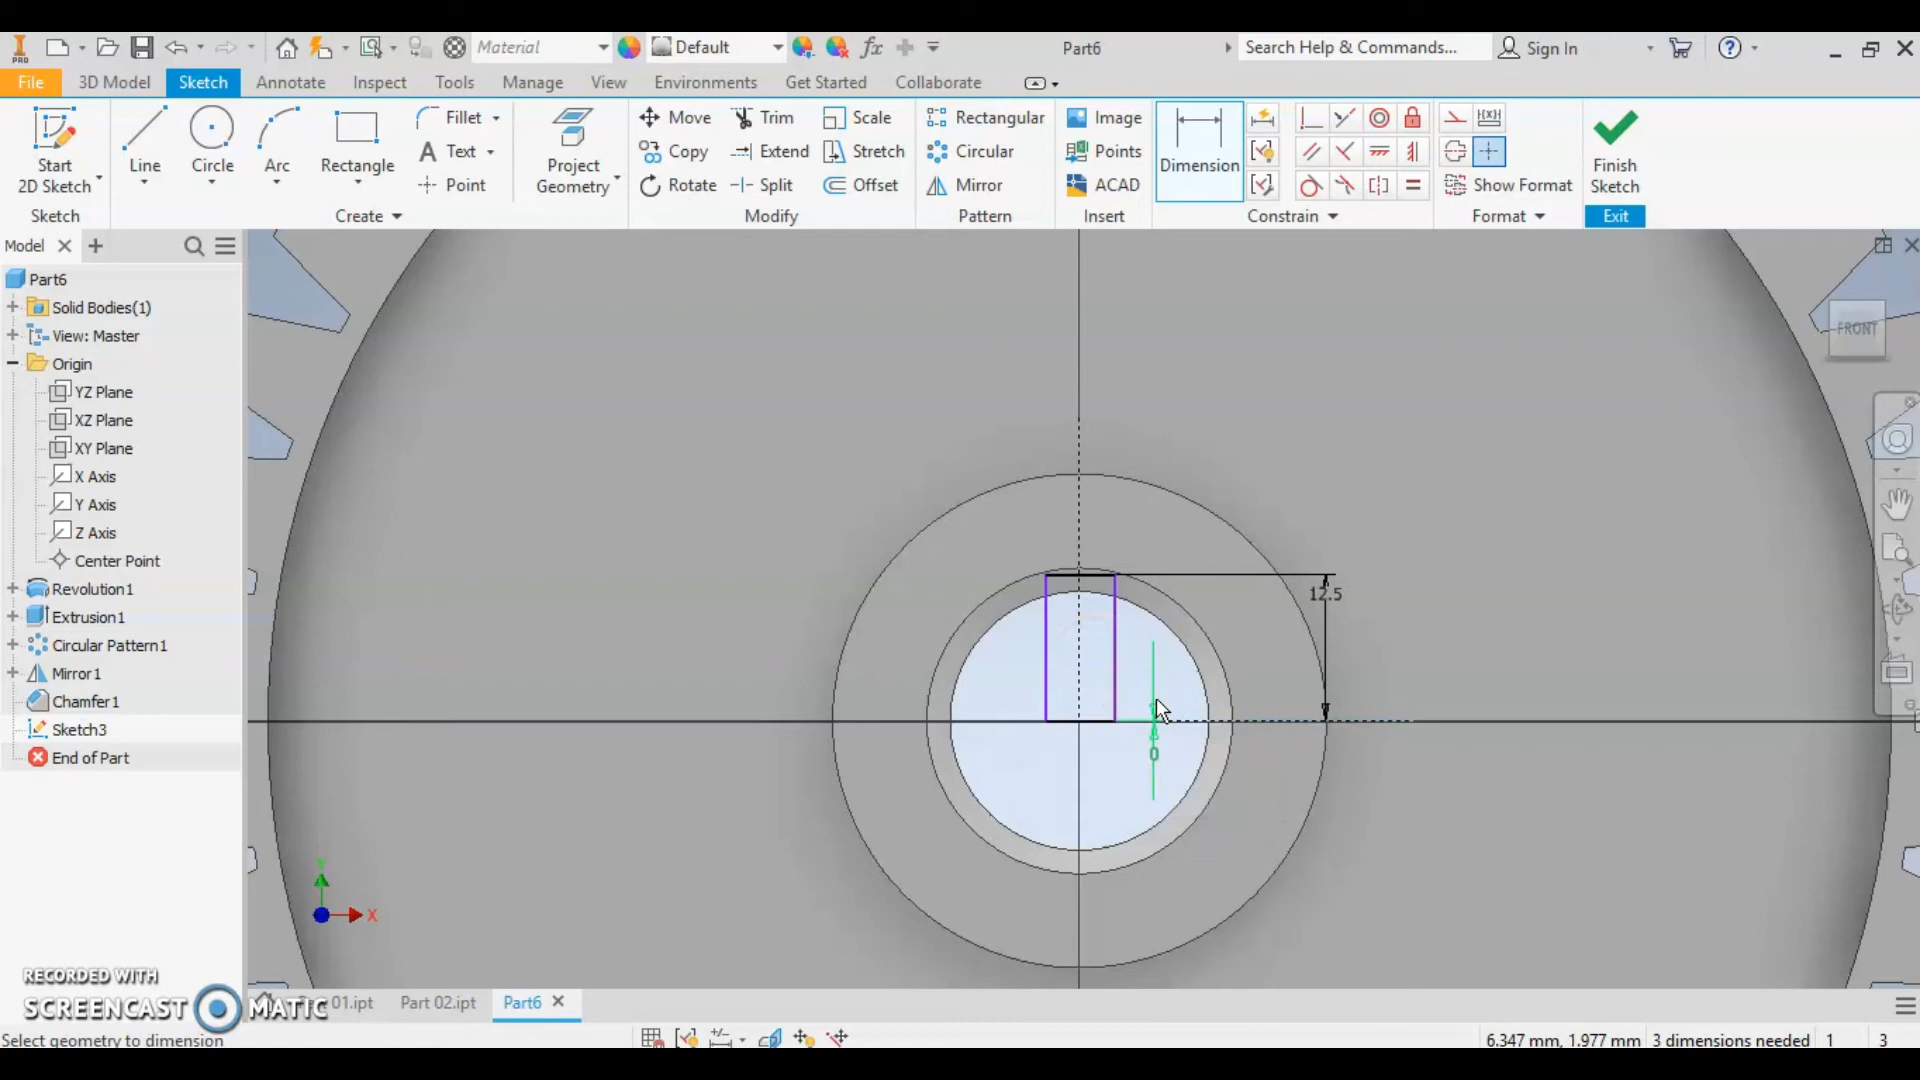 PRO
Material
Default
fx
Part6
Search Help & Commands...
Sign In
File
3D Model
Sketch
Annotate
Inspect
Tools
Manage
View
Environments
Get Started
Collaborate
Start
2D Sketch
Line
Circle
Arc
Rectangle
Fillet
A Text
Point
Project
Geometry
Move
Copy
Rotate
Trim
Extend
Split
Scale
Stretch
Offset
Rectangular
Circular
Mirror
Image
Points
ACAD
Dimension
Show Format
Finish
Sketch
Sketch
Create
Modify
Pattern
Insert
Constrain
Format
Exit
Model
Part6
Solid Bodies(1)
View: Master
Origin
YZ Plane
XZ Plane
XY Plane
X Axis
Y Axis
Z Axis
Center Point
Revolution1
Extrusion1
Circular Pattern1
Mirror1
Chamfer1
Sketch3
End of Part
FRONT
12.5
0
Y
X
RECORDED WITH
SCREENCAST MATIC
01.ipt
Part 02.ipt
Part6
Select geometry to dimension
6.347 mm, 1.977 mm
3 dimensions needed
1
3